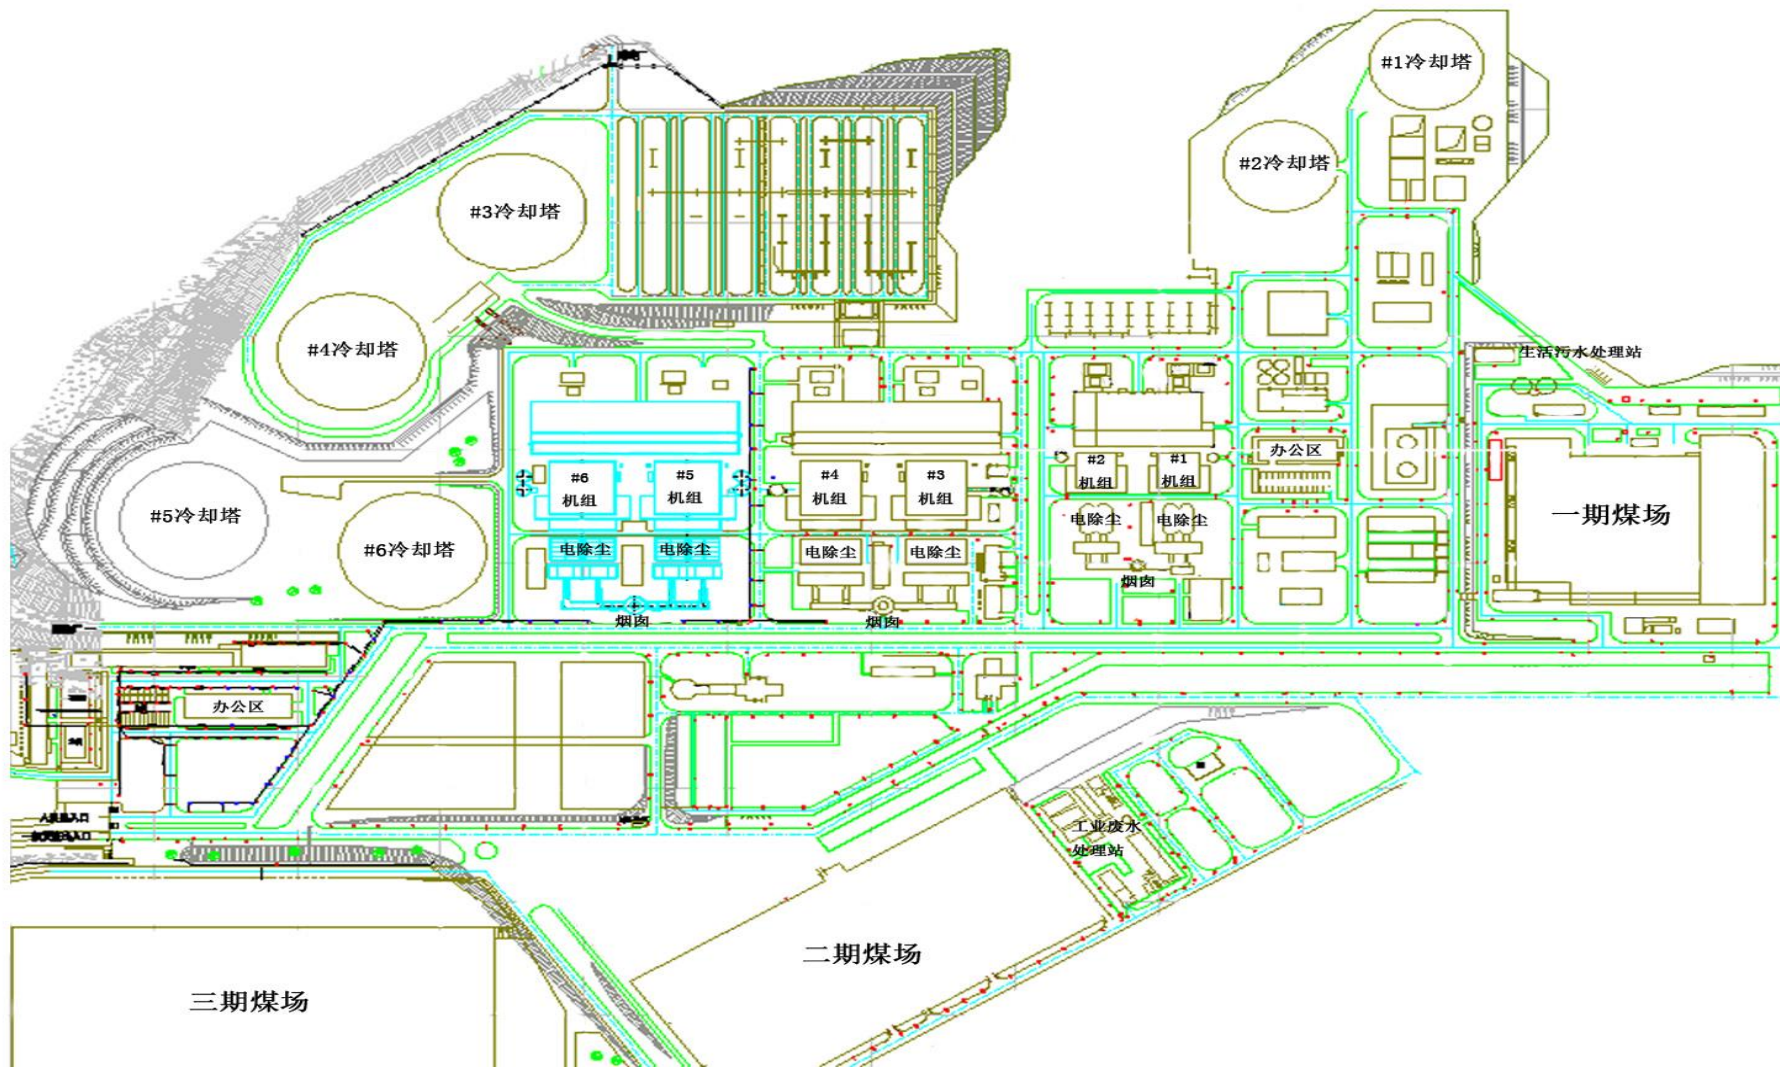 #1冷却塔
#2冷却塔
#3冷却塔
#4冷却塔
生活污水处理站
#6
机组
#5
机组
#4
机组
#3
机组
#2
机组
#1
机组
办公区
#5冷却塔
#6冷却塔
一期煤场
电除尘
电除尘
电除尘
电除尘
电除尘
电除尘
烟囱
烟囱
烟囱
办公区
工业废水
处理站
二期煤场
三期煤场